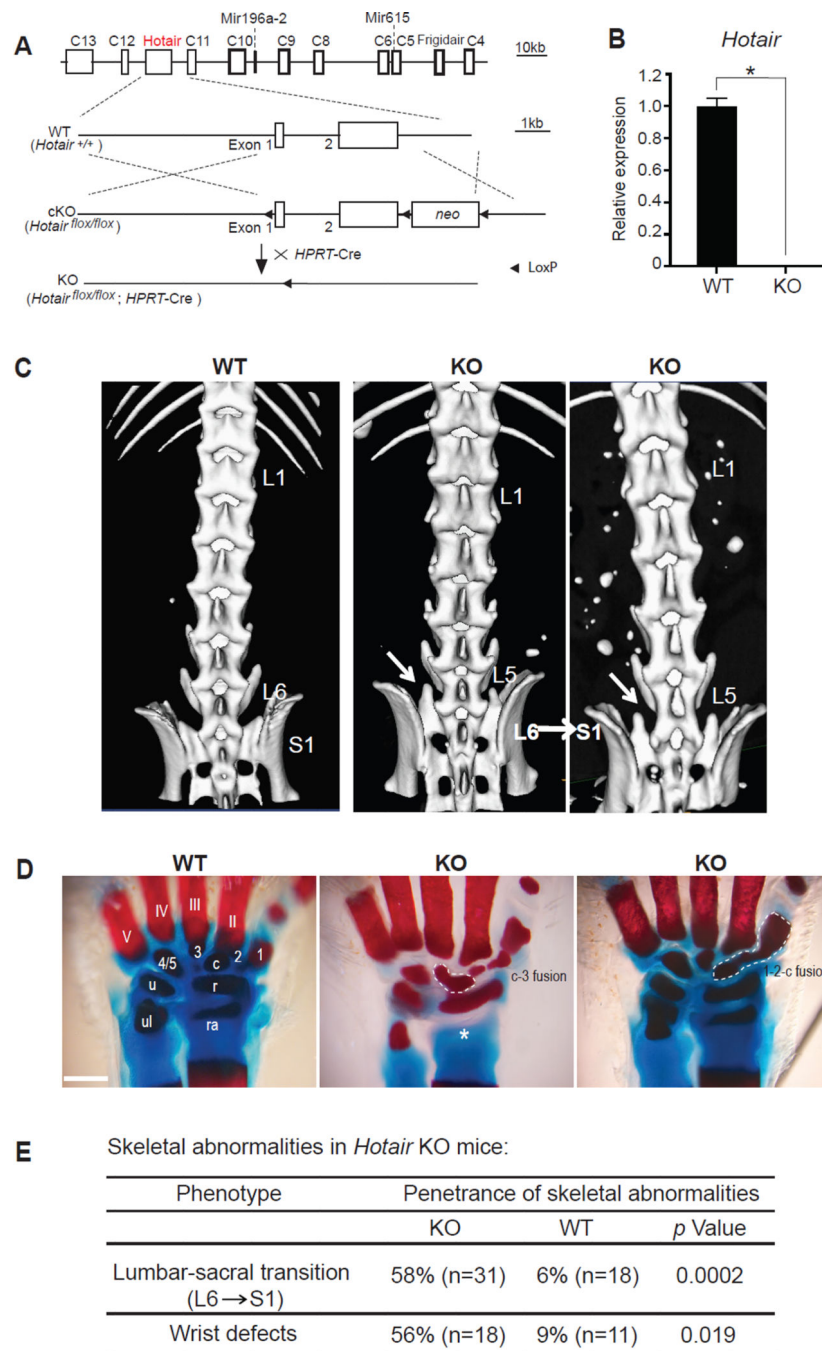 A
Mir196a-2
Mir615
C13 C12 Hotair C11 C10 C9 C8 C6 C5 Frigidair C4
10kb
WT
(Hotair +/+ )
Exon 1
2
1kb
cKO
(Hotair flox/flox)
Exon 1
2
neo
HPRT-Cre
LoxP
KO
(Hotair flox/flox ; HPRT-Cre )
B
Hotair
Relative expression
1.2
1.0
0.8
0.6
0.4
0.2
0
*
WT KO
C
WT KO KO
L1 L1 L1
L6 L5 L5
S1 L6→S1
D
WT KO KO
V IV III II
4/5 3 c 2 1
u r
ul ra
c-3 fusion
*
1-2-c fusion
E
Skeletal abnormalities in Hotair KO mice:
Phenotype Penetrance of skeletal abnormalities
KO WT p Value
Lumbar-sacral transition 58% (n=31) 6% (n=18) 0.0002
(L6→S1)
Wrist defects 56% (n=18) 9% (n=11) 0.019